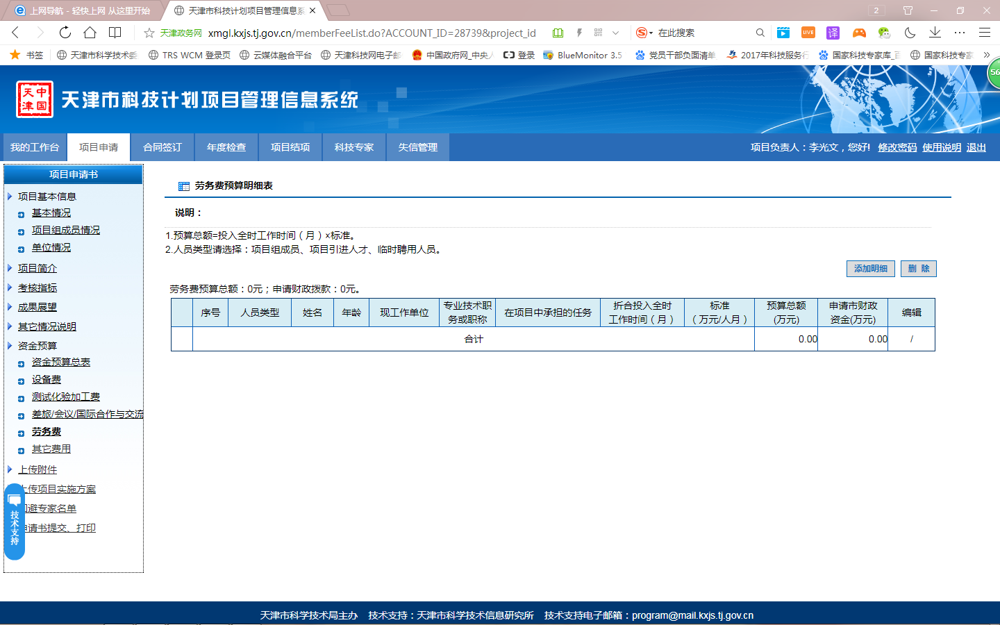 上网导航 - 轻快上网 从这里开始
天津市科技计划项目管理信息系
2
天津政务网
xmgl.kxjs.tj.gov.cn/memberFeeList.do?ACCOUNT_ID=28739&project_id
在此搜索
LIVE
译
书签
天津市科学技术委
TRS WCM 登录页
云媒体融合平台
天津科技网电子邮
中国政府网_中央人
登录
BlueMonitor 3.5
党员干部负面清单
2017年科技服务行
国家科技专家库_百
国家科技专家
56
天津
中国
天津市科技计划项目管理信息系统
我的工作台
项目申请
合同签订
年度检查
项目结项
科技专家
失信管理
项目负责人：李光文，您好!
修改密码
使用说明
退出
项目申请书
项目基本信息
基本情况
项目组成员情况
单位情况
项目简介
考核指标
成果展望
其它情况说明
资金预算
资金预算总表
设备费
测试化验加工费
差旅/会议/国际合作与交流
劳务费
其它费用
上传附件
上传项目实施方案
避专家名单
请书提交、打印
技术支持
劳务费预算明细表
说明：
1.预算总额=投入全时工作时间（月）×标准。
2.人员类型请选择：项目组成员、项目引进人才、临时聘用人员。
添加明细
删 除
劳务费预算总额：0元；申请财政拨款：0元。
序号
人员类型
姓名
年龄
现工作单位
专业技术职
务或职称
在项目中承担的任务
折合投入全时
工作时间（月）
标准
（万元/人月）
预算总额
(万元)
申请市财政
资金(万元)
编辑
合计
0.00
0.00
/
天津市科学技术局主办 技术支持：天津市科学技术信息研究所 技术支持电子邮箱：program@mail.kxjs.tj.gov.cn